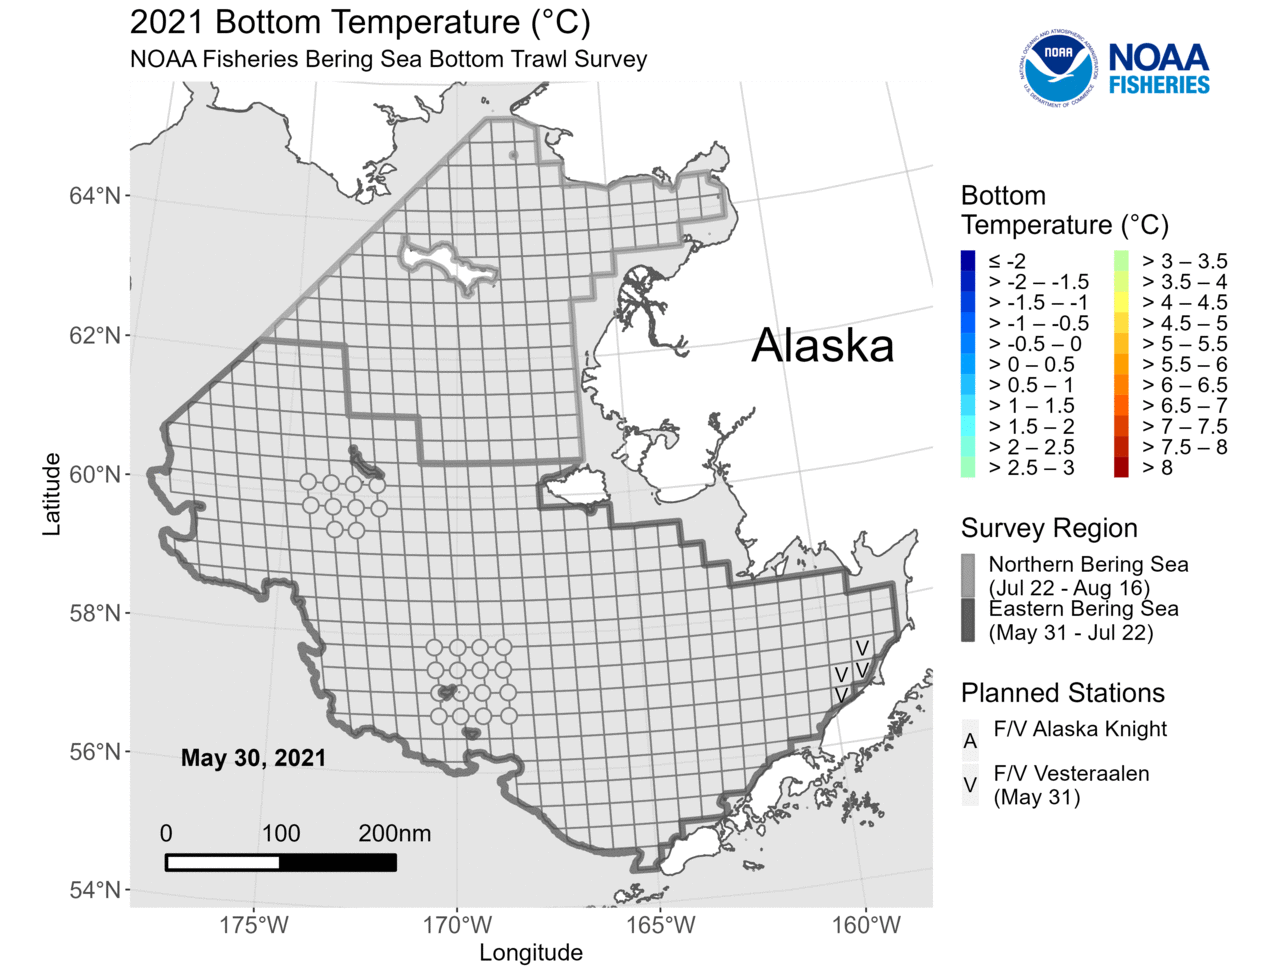 2021 Bottom Temperature (°C)
NOAA Fisheries Bering Sea Bottom Trawl Survey
NATIONAL OCEANIC AND ATMOSPHERIC ADMINISTRATION
U.S. DEPARTMENT OF COMMERCE
NOAA
NOAA
FISHERIES
64°N
62°N
60°N
58°N
56°N
54°N
Latitude
175°W
170°W
165°W
160°W
Longitude
Alaska
V
V
V
V
May 30, 2021
0
100
200nm
Bottom
Temperature (°C)
≤ -2
> -2 – -1.5
> -1.5 – -1
> -1 – -0.5
> -0.5 – 0
> 0 – 0.5
> 0.5 – 1
> 1 – 1.5
> 1.5 – 2
> 2 – 2.5
> 2.5 – 3
> 3 – 3.5
> 3.5 – 4
> 4 – 4.5
> 4.5 – 5
> 5 – 5.5
> 5.5 – 6
> 6 – 6.5
> 6.5 – 7
> 7 – 7.5
> 7.5 – 8
> 8
Survey Region
Northern Bering Sea
(Jul 22 - Aug 16)
Eastern Bering Sea
(May 31 - Jul 22)
Planned Stations
A
F/V Alaska Knight
V
F/V Vesteraalen
(May 31)